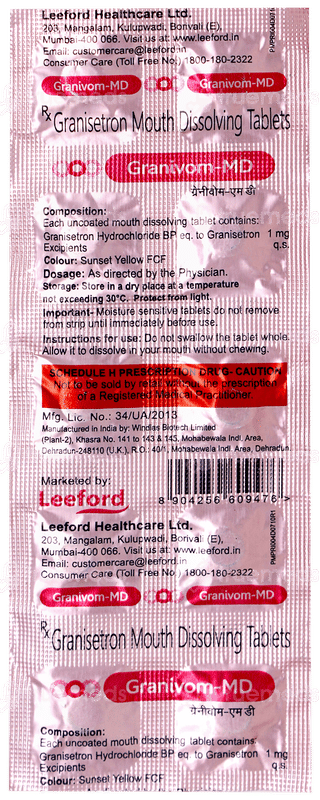 Leeford Healthcare Ltd.
203, Mangalam, Kulupwadi, Borivali (E),
Mumbai-400 066. Visit us at: www.leeford.in
Email: customercare@leeford.in
Consumer Care (Toll Free No.) 1800-180-2322
Granivom-MD Granivom-MD
Rx Granisetron Mouth Dissolving Tablets
Granivom-MD
ग्रेनीवोम-एम डी
Composition:
Each uncoated mouth dissolving tablet contains:
Granisetron Hydrochloride BP eq. to Granisetron 1 mg
Excipients q.s.
Colour: Sunset Yellow FCF
Dosage: As directed by the Physician.
Storage: Store in a dry place at a temperature
not exceeding 30°C. Protect from light.
Important- Moisture sensitive tablets do not remove
from strip until immediately before use.
Instructions for use: Do not swallow the tablet whole.
Allow it to dissolve in your mouth without chewing.
SCHEDULE H PRESCRIPTION DRUG- CAUTION
Not to be sold by retail without the prescription
of a Registered Medical Practitioner.
Mfg. Lic. No.: 34/UA/2013
Manufactured in India by: Windlas Biotech Limited
(Plant-2), Khasra No. 141 to 143 & 145, Mohabewala Indl. Area,
Dehradun-248110 (U.K.), R.O.: 40/1, Mohabewala Indl. Area, Dehradun
Marketed by:
Leeford
8 904256 609476 >
Leeford Healthcare Ltd.
203, Mangalam, Kulupwadi, Borivali (E),
Mumbai-400 066. Visit us at: www.leeford.in
Email: customercare@leeford.in
Consumer Care (Toll Free No.) 1800-180-2322
PMPR6004D0710R1
Granivom-MD Granivom-MD
Rx Granisetron Mouth Dissolving Tablets
Granivom-MD
ग्रेनीवोम-एम डी
Composition:
Each uncoated mouth dissolving tablet contains:
Granisetron Hydrochloride BP eq. to Granisetron 1 mg
Excipients q.s.
Colour: Sunset Yellow FCF